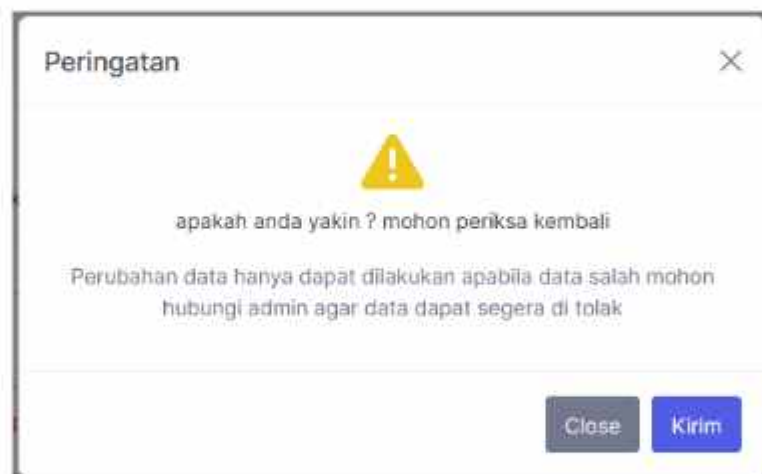 Peringatan
apakah anda yakin ? mohon periksa kembali
Perubahan data hanya dapat dilakukan apabila data salah mohon
hubungi admin agar data dapat segera di tolak
Close Kirim